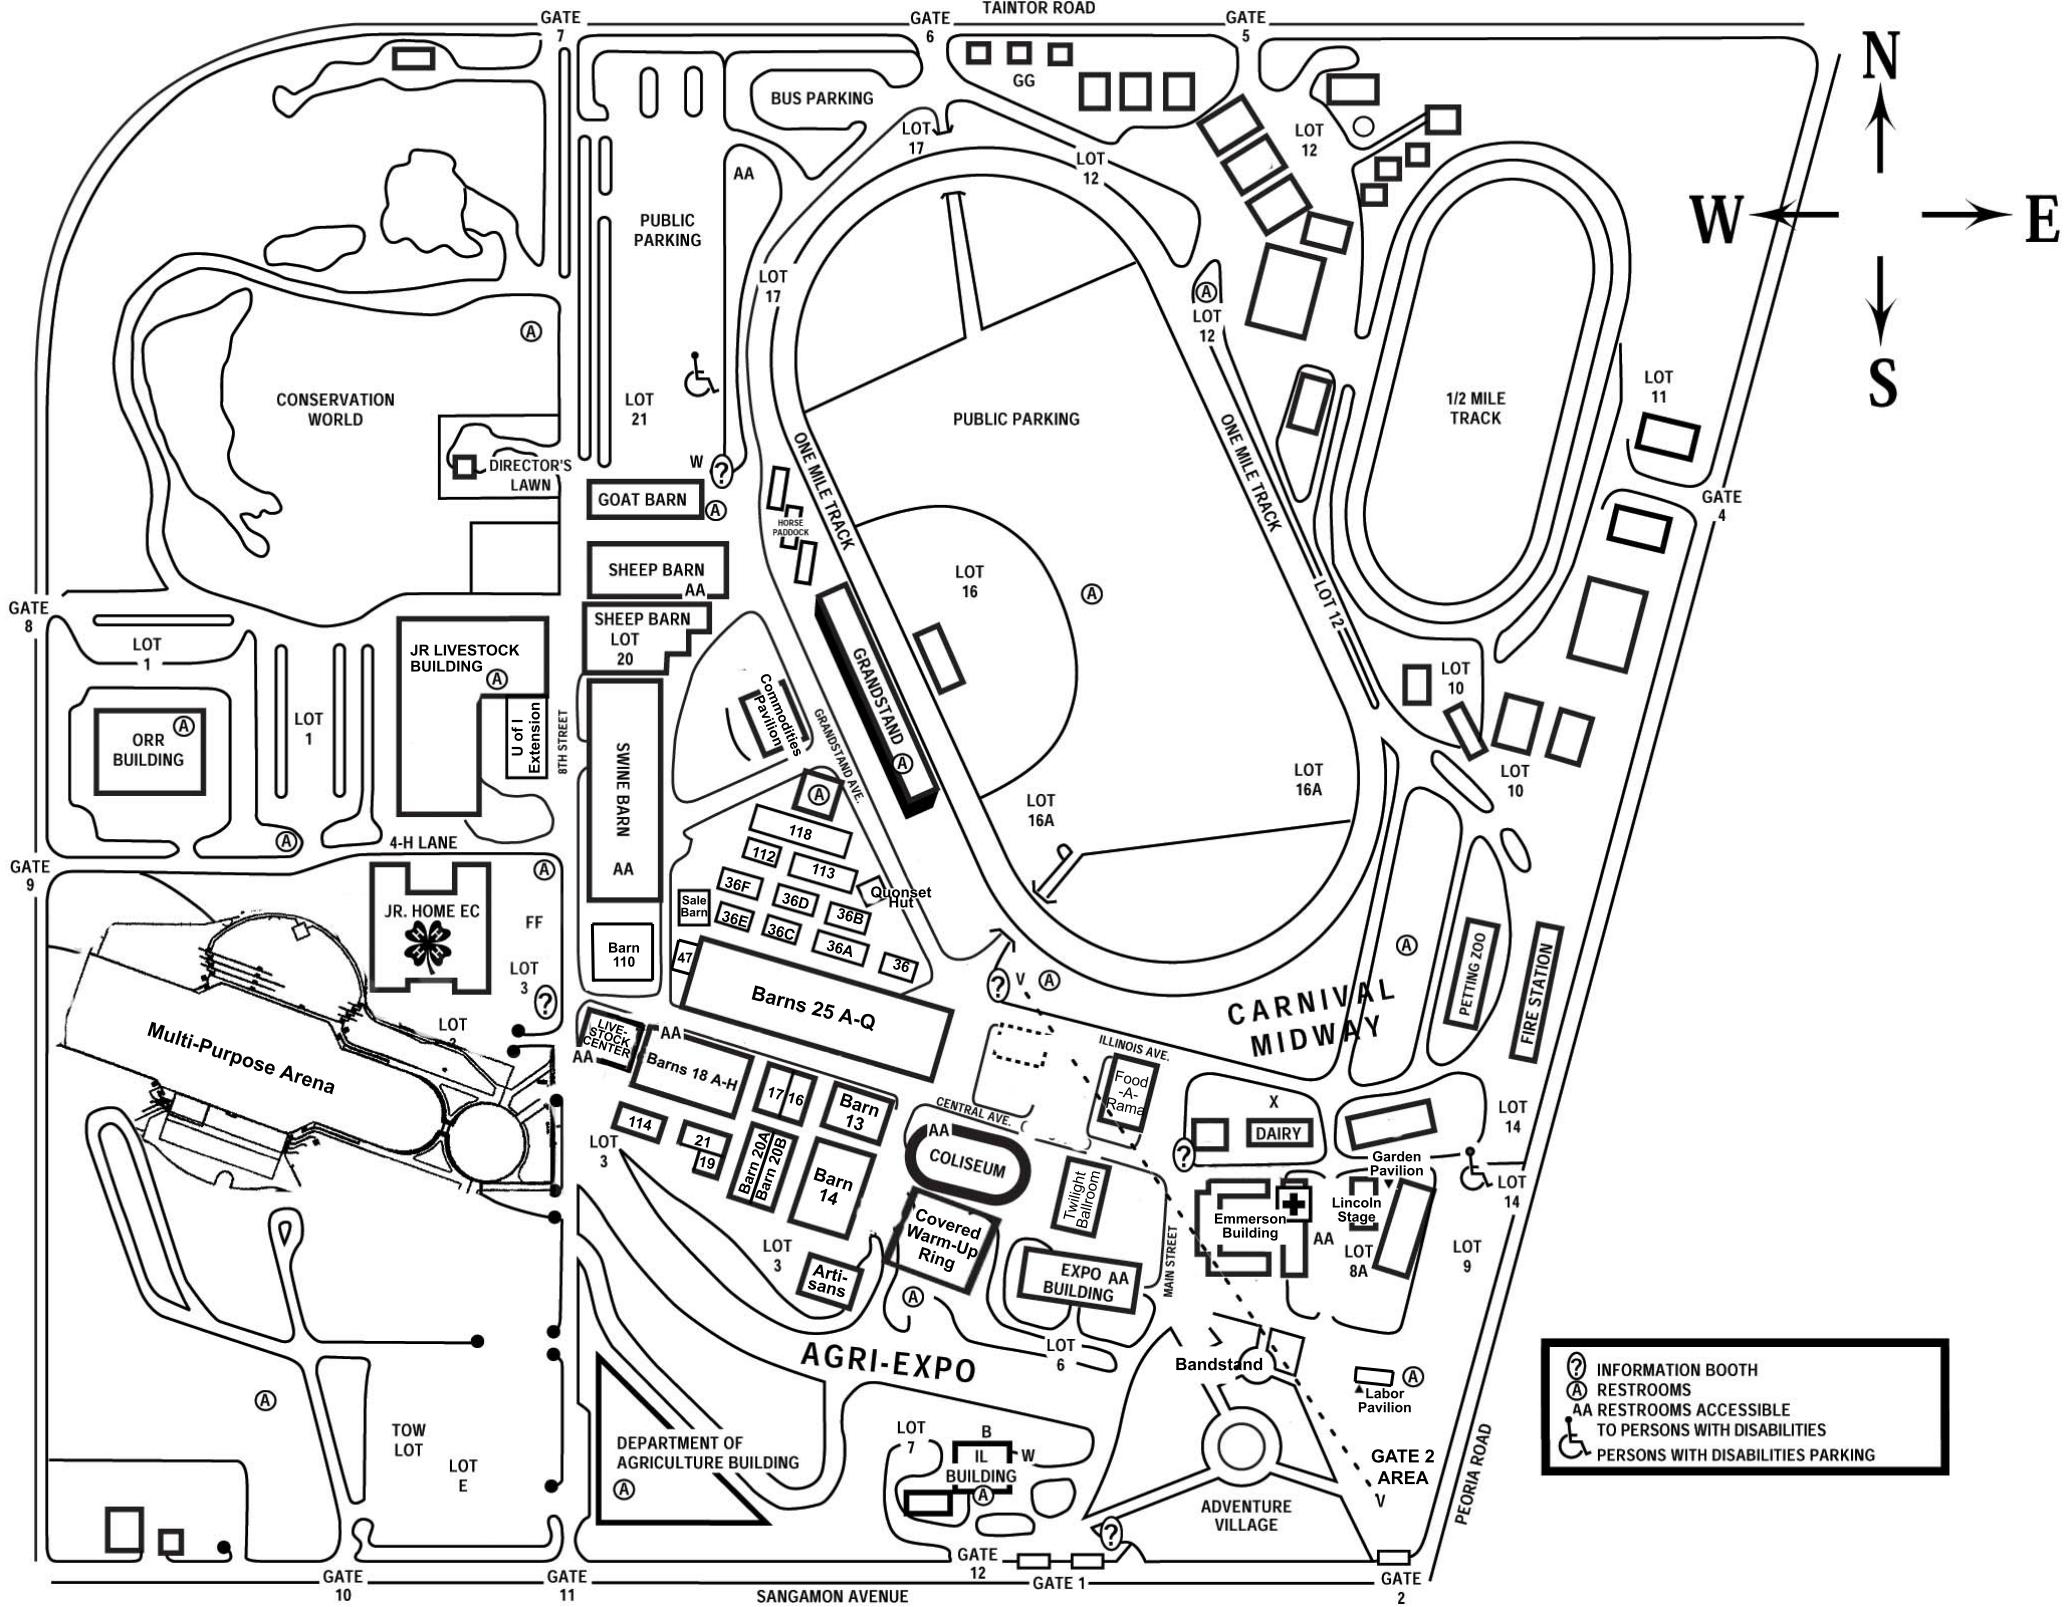 TAINTOR ROAD
GATE
7
GATE
6
GATE
5
N
W
E
S
GG
BUS PARKING
LOT
17
LOT
12
LOT
12
AA
PUBLIC
PARKING
LOT
17
A
LOT
12
A
CONSERVATION
WORLD
LOT
21
PUBLIC PARKING
1/2 MILE
TRACK
LOT
11
ONE MILE TRACK
ONE MILE TRACK
DIRECTOR'S
LAWN
W
?
GOAT BARN
A
GATE
4
HORSE
PADDOCK
SHEEP BARN
AA
LOT
16
A
LOT 12
GATE
8
SHEEP BARN
LOT
20
LOT
1
JR LIVESTOCK
BUILDING
A
U of I
Extension
8TH STREET
Commodities
Pavilion
GRANDSTAND AVE.
GRANDSTAND
A
LOT
10
ORR
BUILDING
A
LOT
1
SWINE BARN
AA
LOT
16A
LOT
16A
LOT
10
A
118
A
4-H LANE
112
113
GATE
9
A
36F
36D
36B
Quonset
Hut
JR. HOME EC
H H H H
FF
Sale
Barn
36E
36C
36A
36
LOT
3
?
Barn
110
47
Barns 25 A-Q
?
V
A
A
PETTING ZOO
FIRE STATION
CARNIVAL
MIDWAY
Multi-Purpose Arena
LOT
2
LIVE-
STOCK
CENTER
AA
AA
Barns 18 A-H
17
16
Barn
13
ILLINOIS AVE.
Food
-A-
Rama
CENTRAL AVE.
X
DAIRY
LOT
14
114
21
19
Barn 20A
Barn 20B
LOT
3
Barn
14
AA
COLISEUM
?
Garden
Pavilion
LOT
14
Twilight
Ballroom
Covered
Warm-Up
Ring
Emmerson
Building
Lincoln
Stage
AA
LOT
8A
LOT
9
LOT
3
Arti-
sans
A
EXPO AA
BUILDING
MAIN STREET
AGRI-EXPO
LOT
6
Bandstand
A
Labor
Pavilion
A
TOW
LOT
LOT
E
DEPARTMENT OF
AGRICULTURE BUILDING
A
LOT
7
B
IL
BUILDING
W
A
GATE 2
AREA
V
PEORIA ROAD
ADVENTURE
VILLAGE
?
GATE
10
GATE
11
SANGAMON AVENUE
GATE
12
GATE 1
GATE
2
? INFORMATION BOOTH
A RESTROOMS
AA RESTROOMS ACCESSIBLE
TO PERSONS WITH DISABILITIES
PERSONS WITH DISABILITIES PARKING